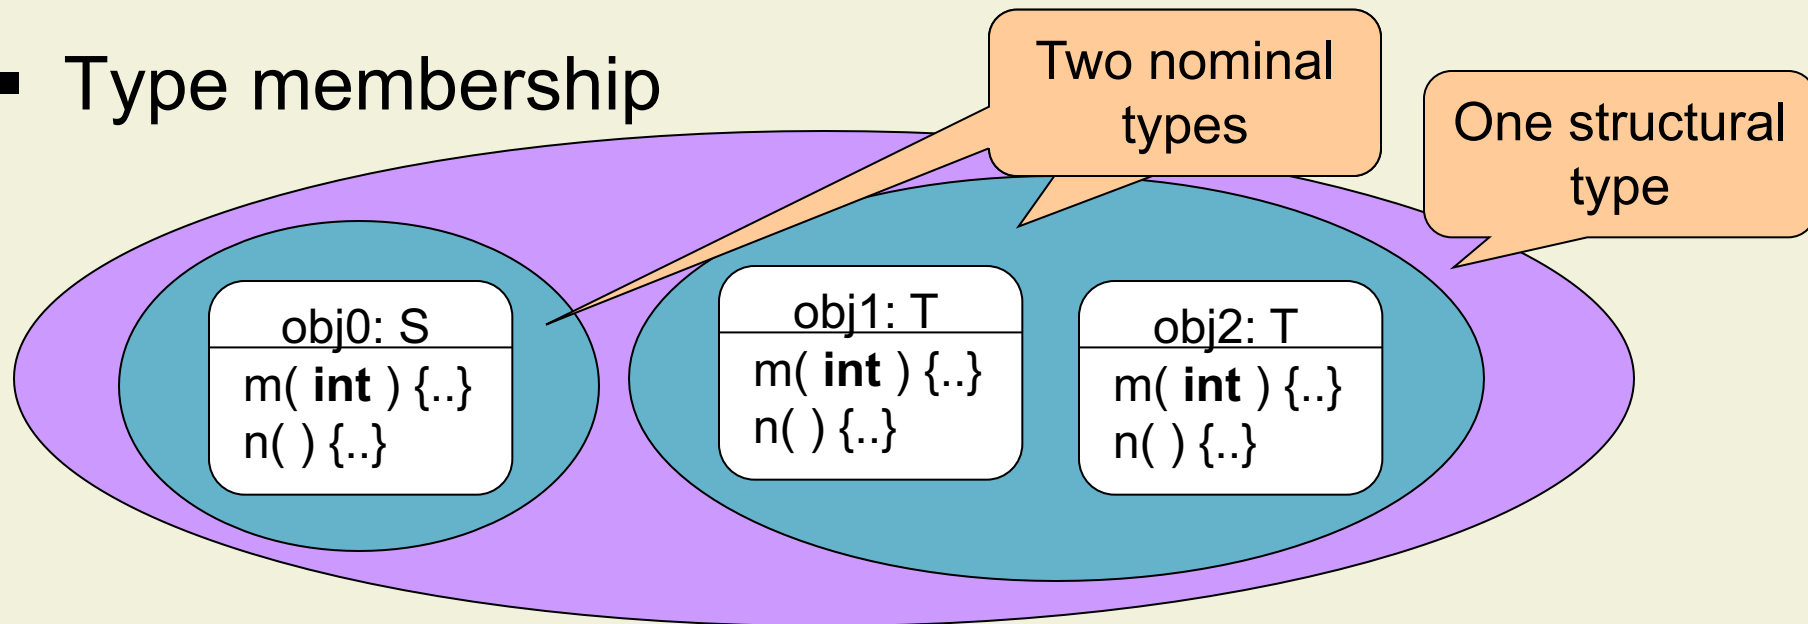 ▪ Type membership
Two nominal
types
One structural
type
obj0: S
m( int ) {..}
n( ) {..}
obj1: T
m( int ) {..}
n( ) {..}
obj2: T
m( int ) {..}
n( ) {..}